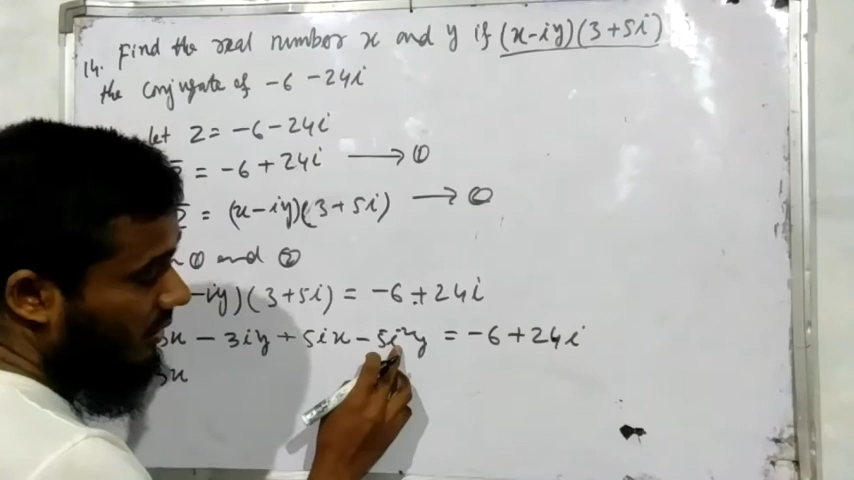 14. Find the real number x and y if (x-iy)(3+5i)
the conjugate of -6-24i
let Z = -6-24i
= -6+24i → ①
= (x-iy)(3+5i) → ②
① and ②
-iy)(3+5i) = -6+24i
3x - 3iy + 5ix - 5i²y = -6+24i
3x